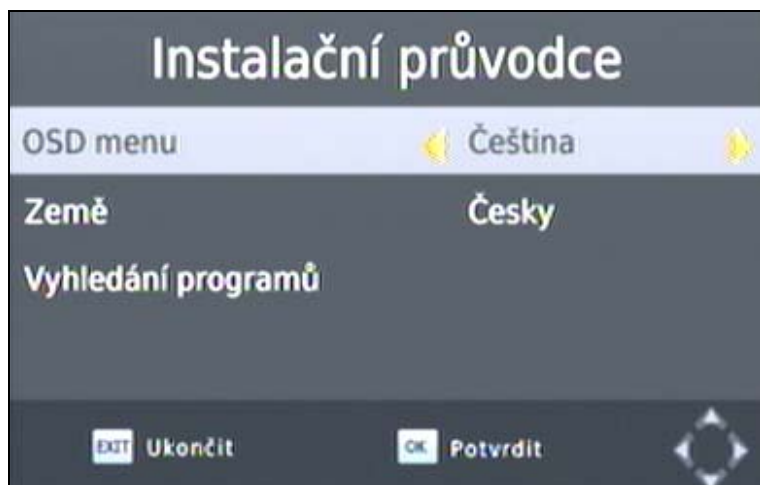 Instalační průvodce
OSD menu Čeština
Země Česky
Vyhledání programů
EXIT Ukončit OK Potvrdit